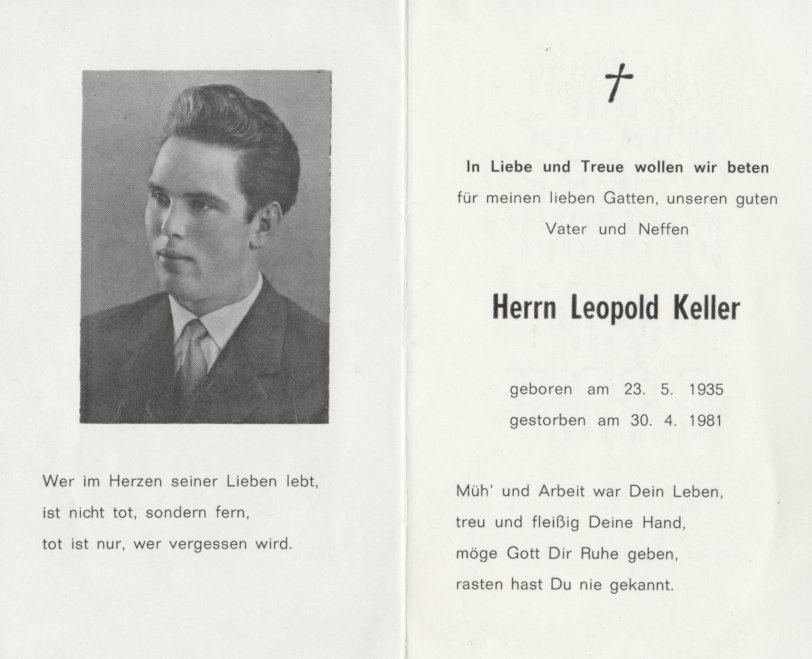 Wer im Herzen seiner Lieben lebt,
ist nicht tot, sondern fern,
tot ist nur, wer vergessen wird.
In Liebe und Treue wollen wir beten
für meinen lieben Gatten, unseren guten
Vater und Neffen
Herrn Leopold Keller
geboren am 23. 5. 1935
gestorben am 30. 4. 1981
Müh' und Arbeit war Dein Leben,
treu und fleißig Deine Hand,
möge Gott Dir Ruhe geben,
rasten hast Du nie gekannt.